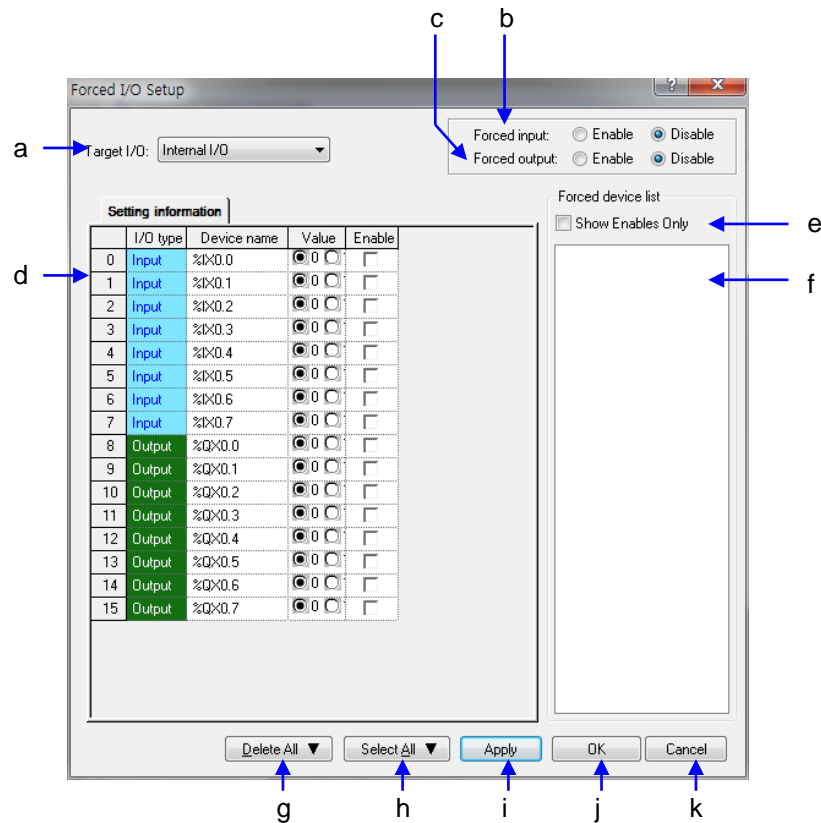 c b
Forced I/O Setup ? X
a Target I/O: Internal I/O Forced input: Enable Disable
Forced output: Enable Disable
Setting information Forced device list
Show Enables Only e
I/O type Device name Value Enable
d 0 Input %IX0.0 0 f
1 Input %IX0.1 0
2 Input %IX0.2 0
3 Input %IX0.3 0
4 Input %IX0.4 0
5 Input %IX0.5 0
6 Input %IX0.6 0
7 Input %IX0.7 0
8 Output %QX0.0 0
9 Output %QX0.1 0
10 Output %QX0.2 0
11 Output %QX0.3 0
12 Output %QX0.4 0
13 Output %QX0.5 0
14 Output %QX0.6 0
15 Output %QX0.7 0
Delete All ▼ Select All ▼ Apply OK Cancel
g h i j k